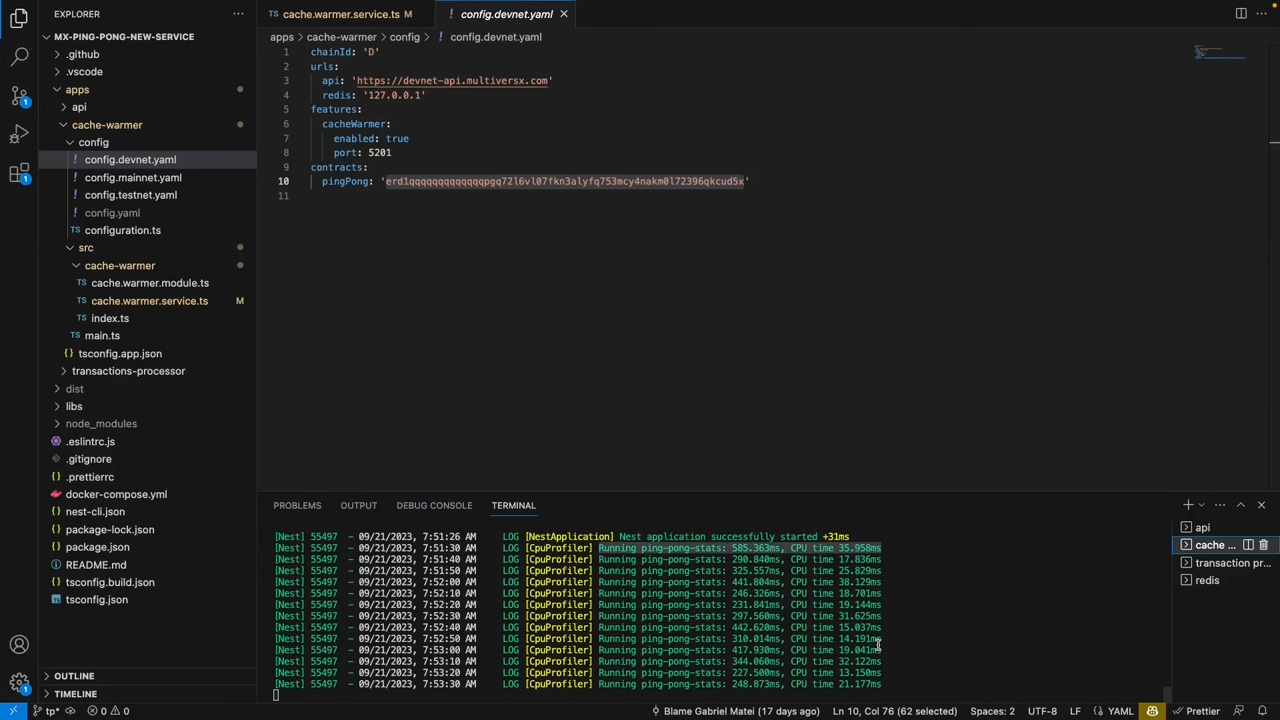 EXPLORER
cache.warmer.service.ts M
config.devnet.yaml
MX-PING-PONG-NEW-SERVICE
apps > cache-warmer > config > config.devnet.yaml
.github
.vscode
apps
api
cache-warmer
config
config.devnet.yaml
config.mainnet.yaml
config.testnet.yaml
config.yaml
configuration.ts
src
cache-warmer
cache.warmer.module.ts
cache.warmer.service.ts M
index.ts
main.ts
tsconfig.app.json
transactions-processor
dist
libs
node_modules
.eslintrc.js
.gitignore
.prettierrc
docker-compose.yml
nest-cli.json
package-lock.json
package.json
README.md
tsconfig.build.json
tsconfig.json
OUTLINE
TIMELINE
1 chainId: 'D'
2 urls:
3 api: 'https://devnet-api.multiversx.com'
4 redis: '127.0.0.1'
5 features:
6 cacheWarmer:
7 enabled: true
8 port: 5201
9 contracts:
10 pingPong: 'erd1qqqqqqqqqqqqqpgq72l6vl07fkn3alyfq753mcy4nakm0l72396qkcud5x'
11
PROBLEMS OUTPUT DEBUG CONSOLE TERMINAL
[Nest] 55497 - 09/21/2023, 7:51:26 AM LOG [NestApplication] Nest application successfully started +31ms
[Nest] 55497 - 09/21/2023, 7:51:30 AM LOG [CpuProfiler] Running ping-pong-stats: 585.363ms, CPU time 35.958ms
[Nest] 55497 - 09/21/2023, 7:51:40 AM LOG [CpuProfiler] Running ping-pong-stats: 290.840ms, CPU time 17.836ms
[Nest] 55497 - 09/21/2023, 7:51:50 AM LOG [CpuProfiler] Running ping-pong-stats: 325.557ms, CPU time 25.829ms
[Nest] 55497 - 09/21/2023, 7:52:00 AM LOG [CpuProfiler] Running ping-pong-stats: 441.804ms, CPU time 38.129ms
[Nest] 55497 - 09/21/2023, 7:52:10 AM LOG [CpuProfiler] Running ping-pong-stats: 246.326ms, CPU time 18.701ms
[Nest] 55497 - 09/21/2023, 7:52:20 AM LOG [CpuProfiler] Running ping-pong-stats: 231.841ms, CPU time 19.144ms
[Nest] 55497 - 09/21/2023, 7:52:30 AM LOG [CpuProfiler] Running ping-pong-stats: 297.560ms, CPU time 31.625ms
[Nest] 55497 - 09/21/2023, 7:52:40 AM LOG [CpuProfiler] Running ping-pong-stats: 442.620ms, CPU time 15.037ms
[Nest] 55497 - 09/21/2023, 7:52:50 AM LOG [CpuProfiler] Running ping-pong-stats: 310.014ms, CPU time 14.191ms
[Nest] 55497 - 09/21/2023, 7:53:00 AM LOG [CpuProfiler] Running ping-pong-stats: 417.930ms, CPU time 19.041ms
[Nest] 55497 - 09/21/2023, 7:53:10 AM LOG [CpuProfiler] Running ping-pong-stats: 344.060ms, CPU time 32.122ms
[Nest] 55497 - 09/21/2023, 7:53:20 AM LOG [CpuProfiler] Running ping-pong-stats: 227.500ms, CPU time 13.150ms
[Nest] 55497 - 09/21/2023, 7:53:30 AM LOG [CpuProfiler] Running ping-pong-stats: 248.873ms, CPU time 21.177ms
api
cache ...
transaction pr...
redis
tp* 0 0 Blame Gabriel Matei (17 days ago) Ln 10, Col 76 (62 selected) Spaces: 2 UTF-8 LF YAML Prettier